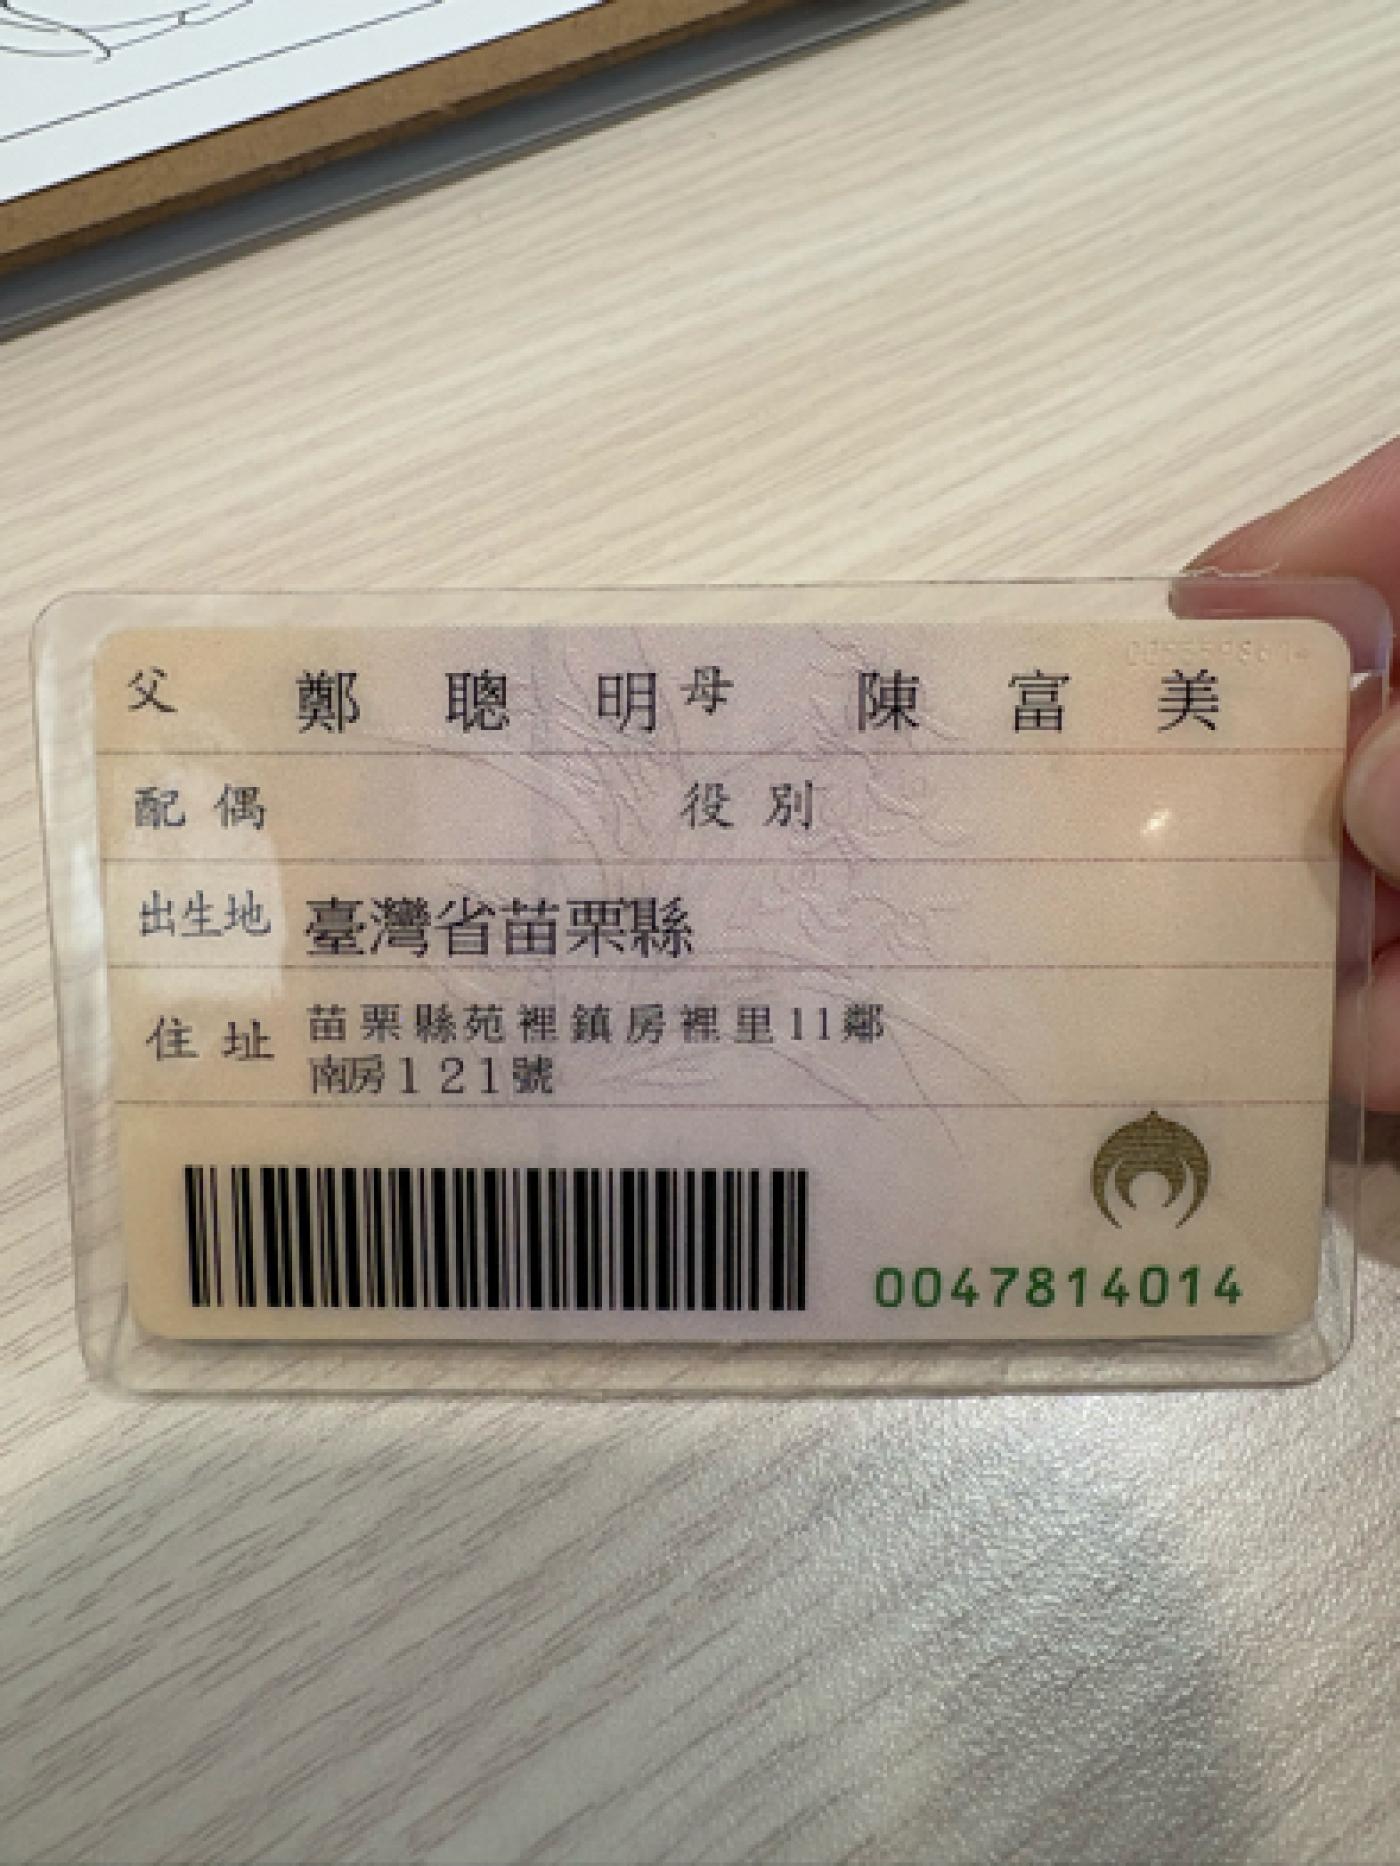 父 鄭聰明 母 陳富美
配偶 役別
出生地 臺灣省苗栗縣
住址 苗栗縣苑裡鎮房裡里11鄰
南房121號
0047814014